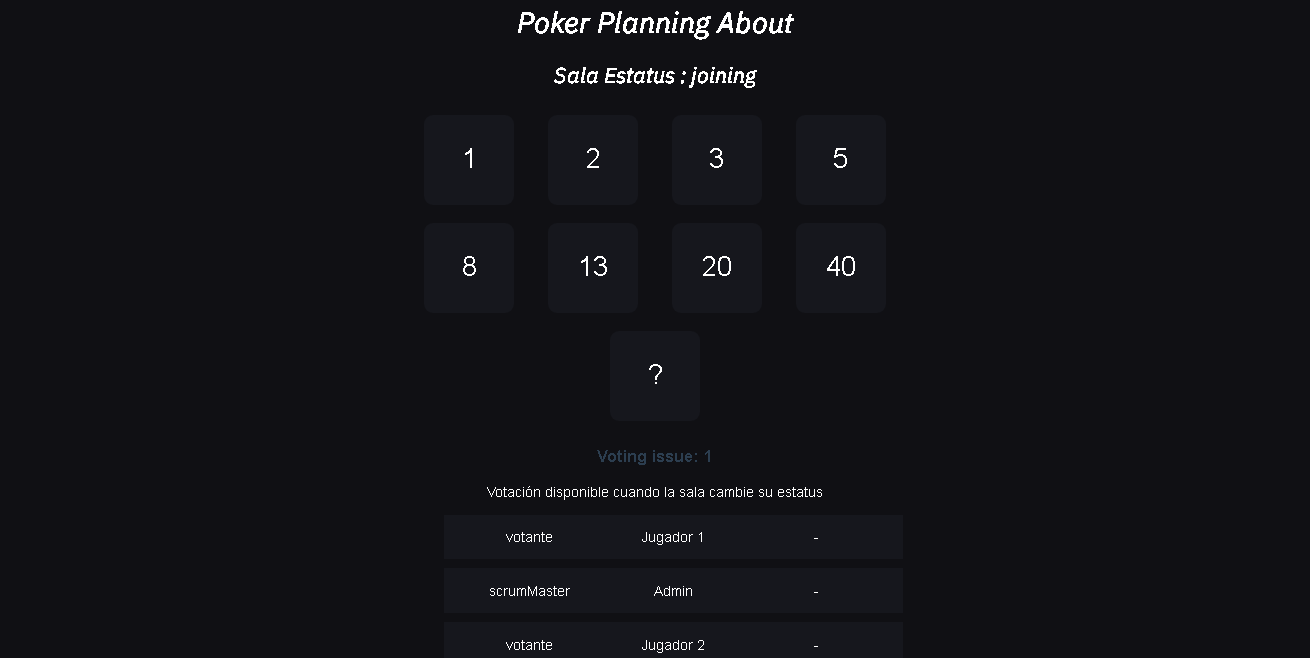 Poker Planning About
Sala Estatus : joining
1 2 3 5
8 13 20 40
?
Voting issue: 1
Votación disponible cuando la sala cambie su estatus
votante Jugador 1 -
scrumMaster Admin -
votante Jugador 2 -